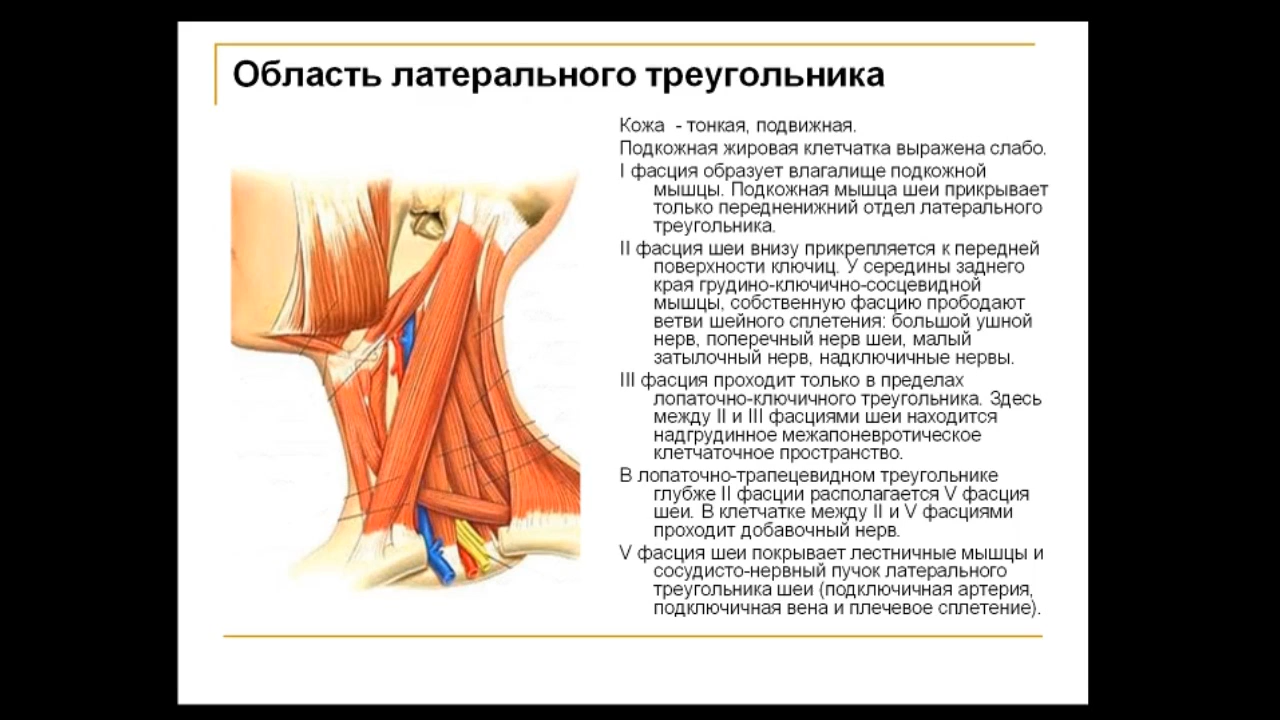 Область латерального треугольника
Кожа - тонкая, подвижная.
Подкожная жировая клетчатка выражена слабо.
I фасция образует влагалище подкожной
мышцы. Подкожная мышца шеи прикрывает
только передненижний отдел латерального
треугольника.
II фасция шеи внизу прикрепляется к передней
поверхности ключиц. У середины заднего
края грудино-ключично-сосцевидной
мышцы, собственную фасцию прободают
ветви шейного сплетения: большой ушной
нерв, поперечный нерв шеи, малый
затылочный нерв, надключичные нервы.
III фасция проходит только в пределах
лопаточно-ключичного треугольника. Здесь
между II и III фасциями шеи находится
надгрудинное межапоневротическое
клетчаточное пространство.
В лопаточно-трапецевидном треугольнике
глубже II фасции располагается V фасция
шеи. В клетчатке между II и V фасциями
проходит добавочный нерв.
V фасция шеи покрывает лестничные мышцы и
сосудисто-нервный пучок латерального
треугольника шеи (подключичная артерия,
подключичная вена и плечевое сплетение).